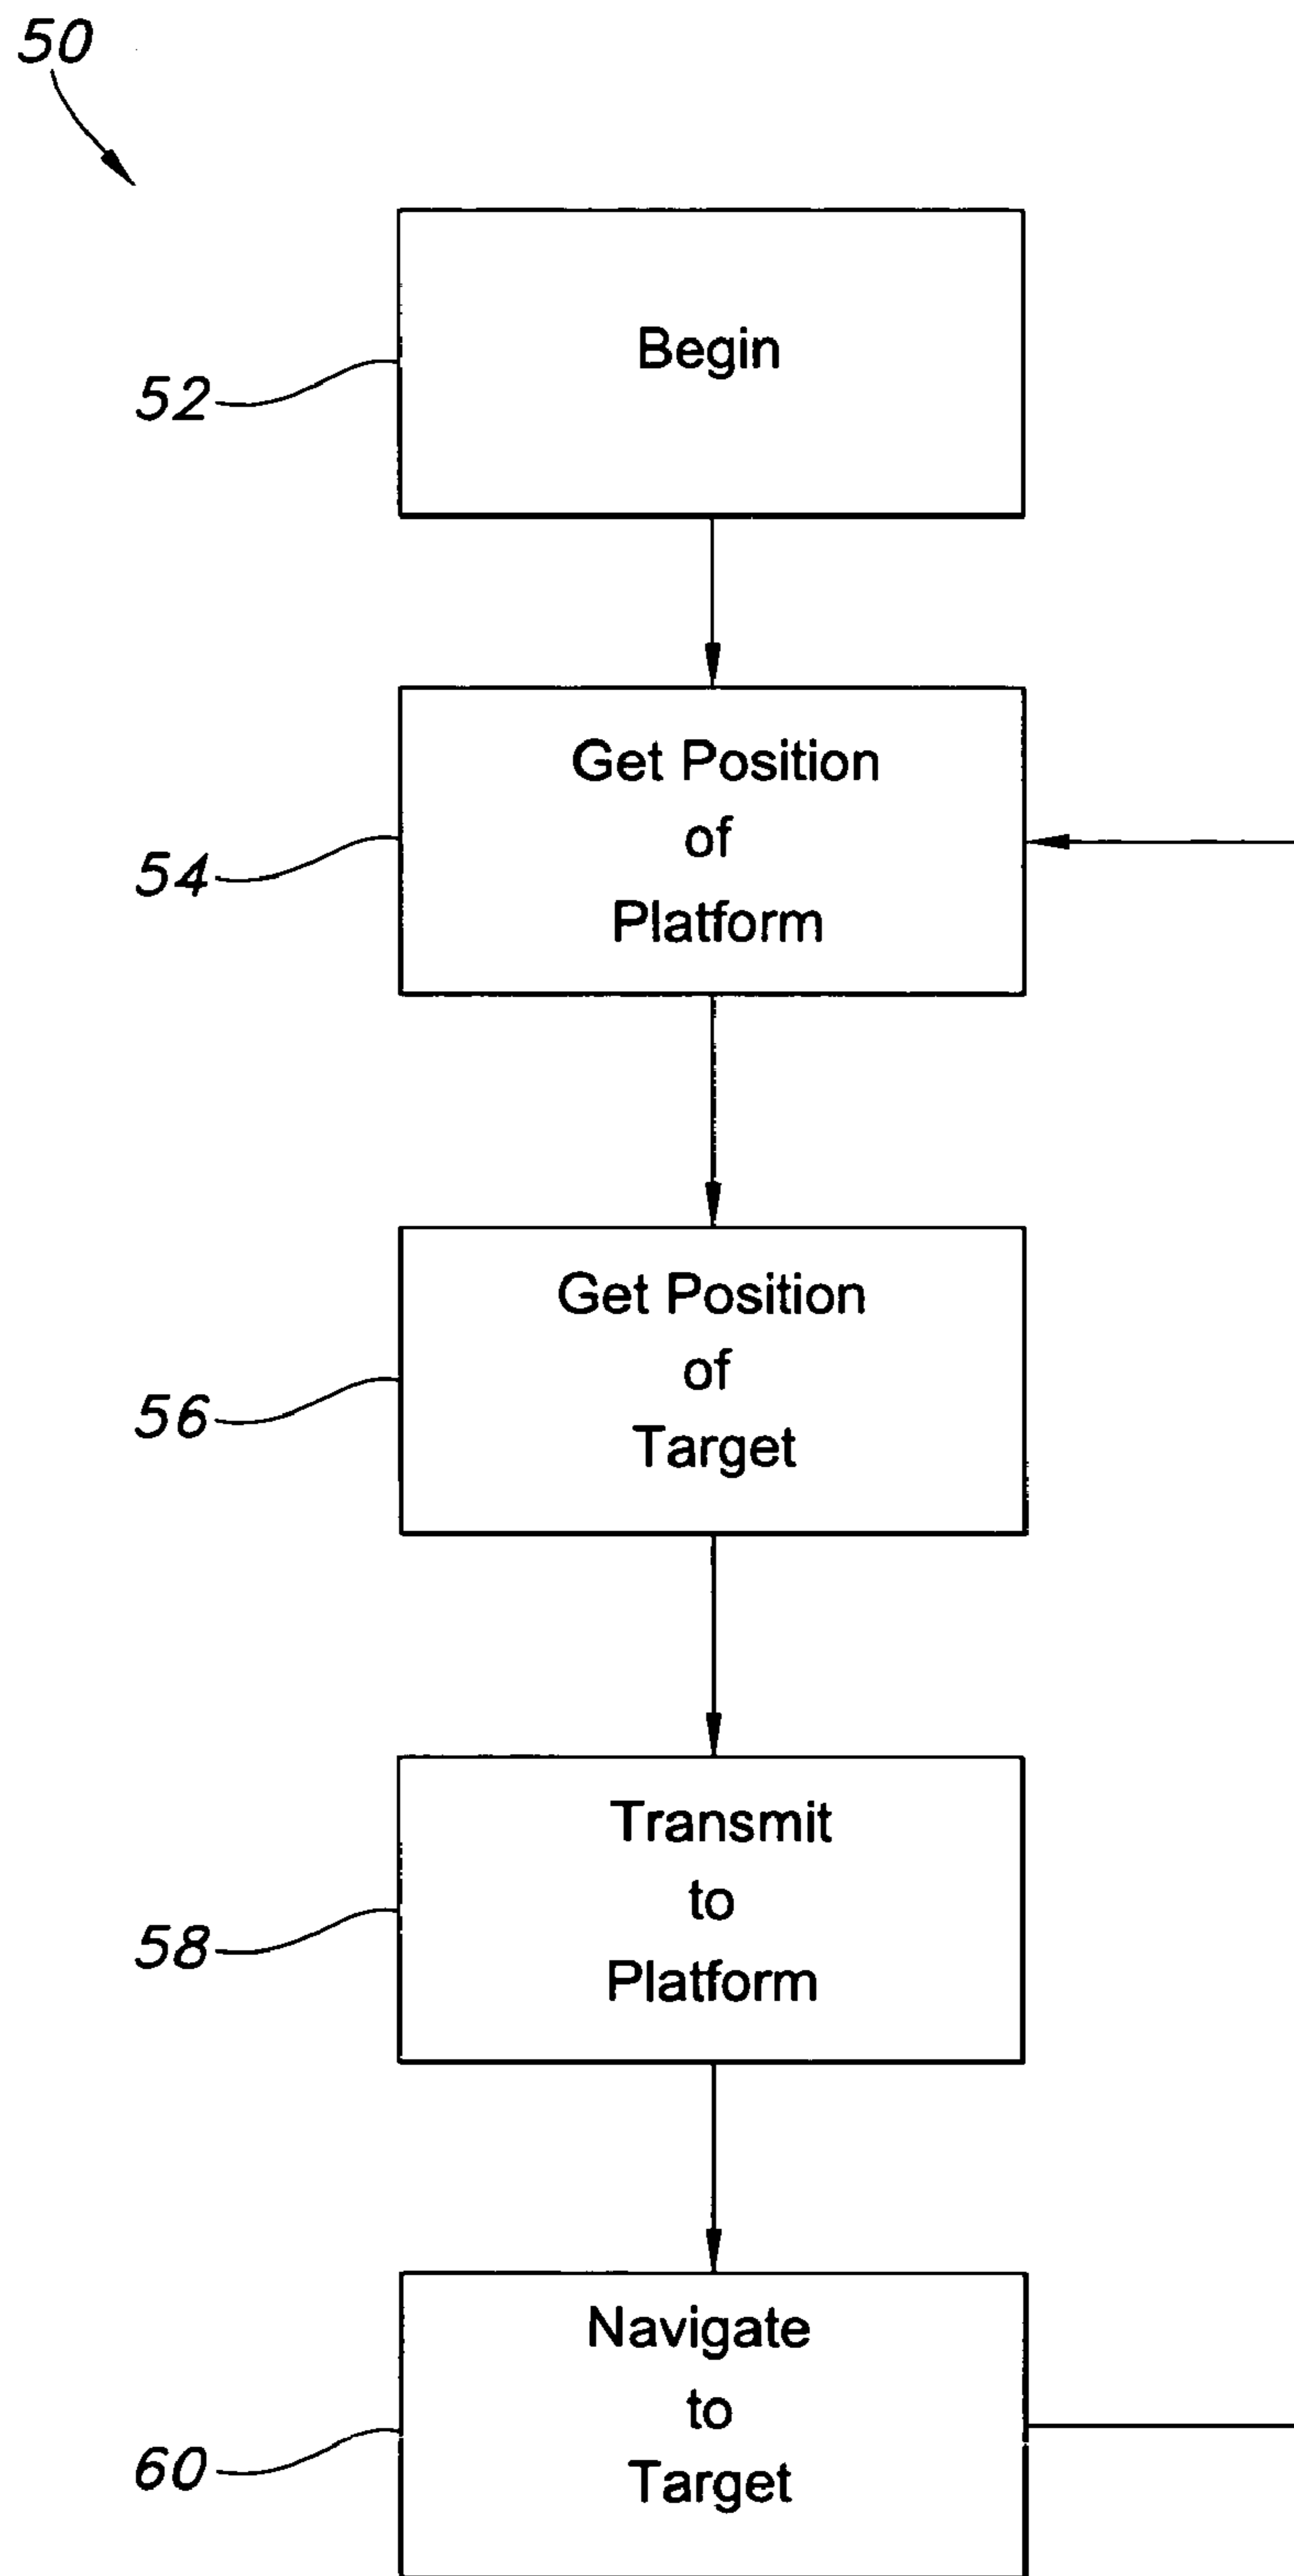 50
52
Begin
54
Get Position
of
Platform
56
Get Position
of
Target
58
Transmit
to
Platform
60
Navigate
to
Target